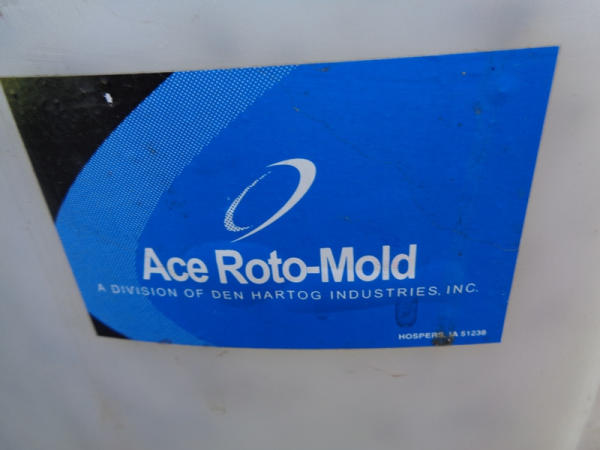 Ace Roto-Mold
A DIVISION OF DEN HARTOG INDUSTRIES, INC.
HOSPERS, IA 51238